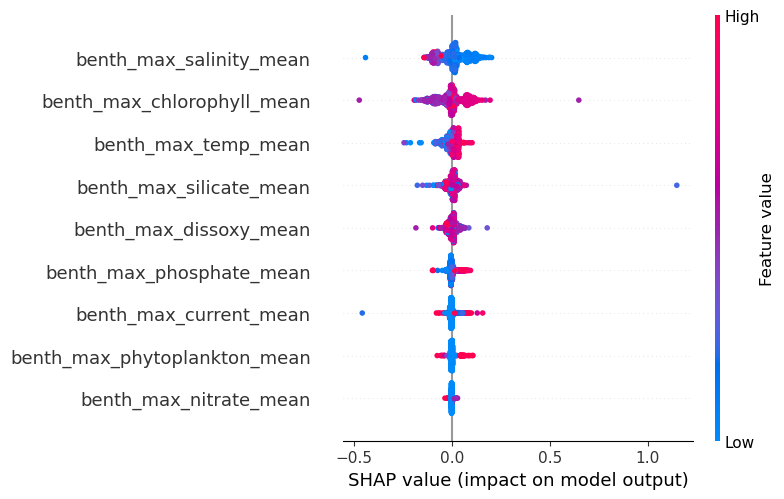 High
benth_max_salinity_mean
benth_max_chlorophyll_mean
benth_max_temp_mean
benth_max_silicate_mean
benth_max_dissoxy_mean
benth_max_phosphate_mean
benth_max_current_mean
benth_max_phytoplankton_mean
benth_max_nitrate_mean
Feature value
Low
−0.5 0.0 0.5 1.0
SHAP value (impact on model output)